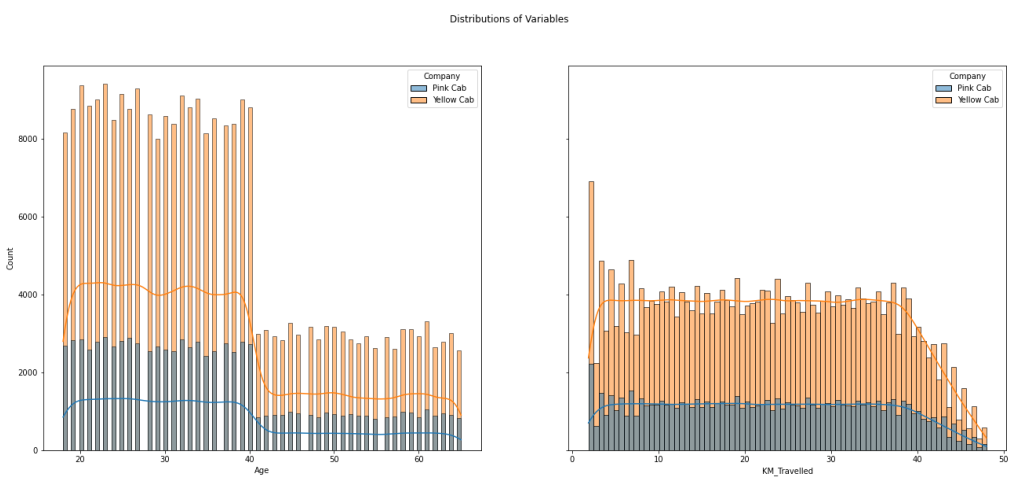 Distributions of Variables
Company
Pink Cab
Yellow Cab
8000
6000
4000
2000
0
Count
20 30 40 50 60
Age
Company
Pink Cab
Yellow Cab
0 10 20 30 40 50
KM_Travelled